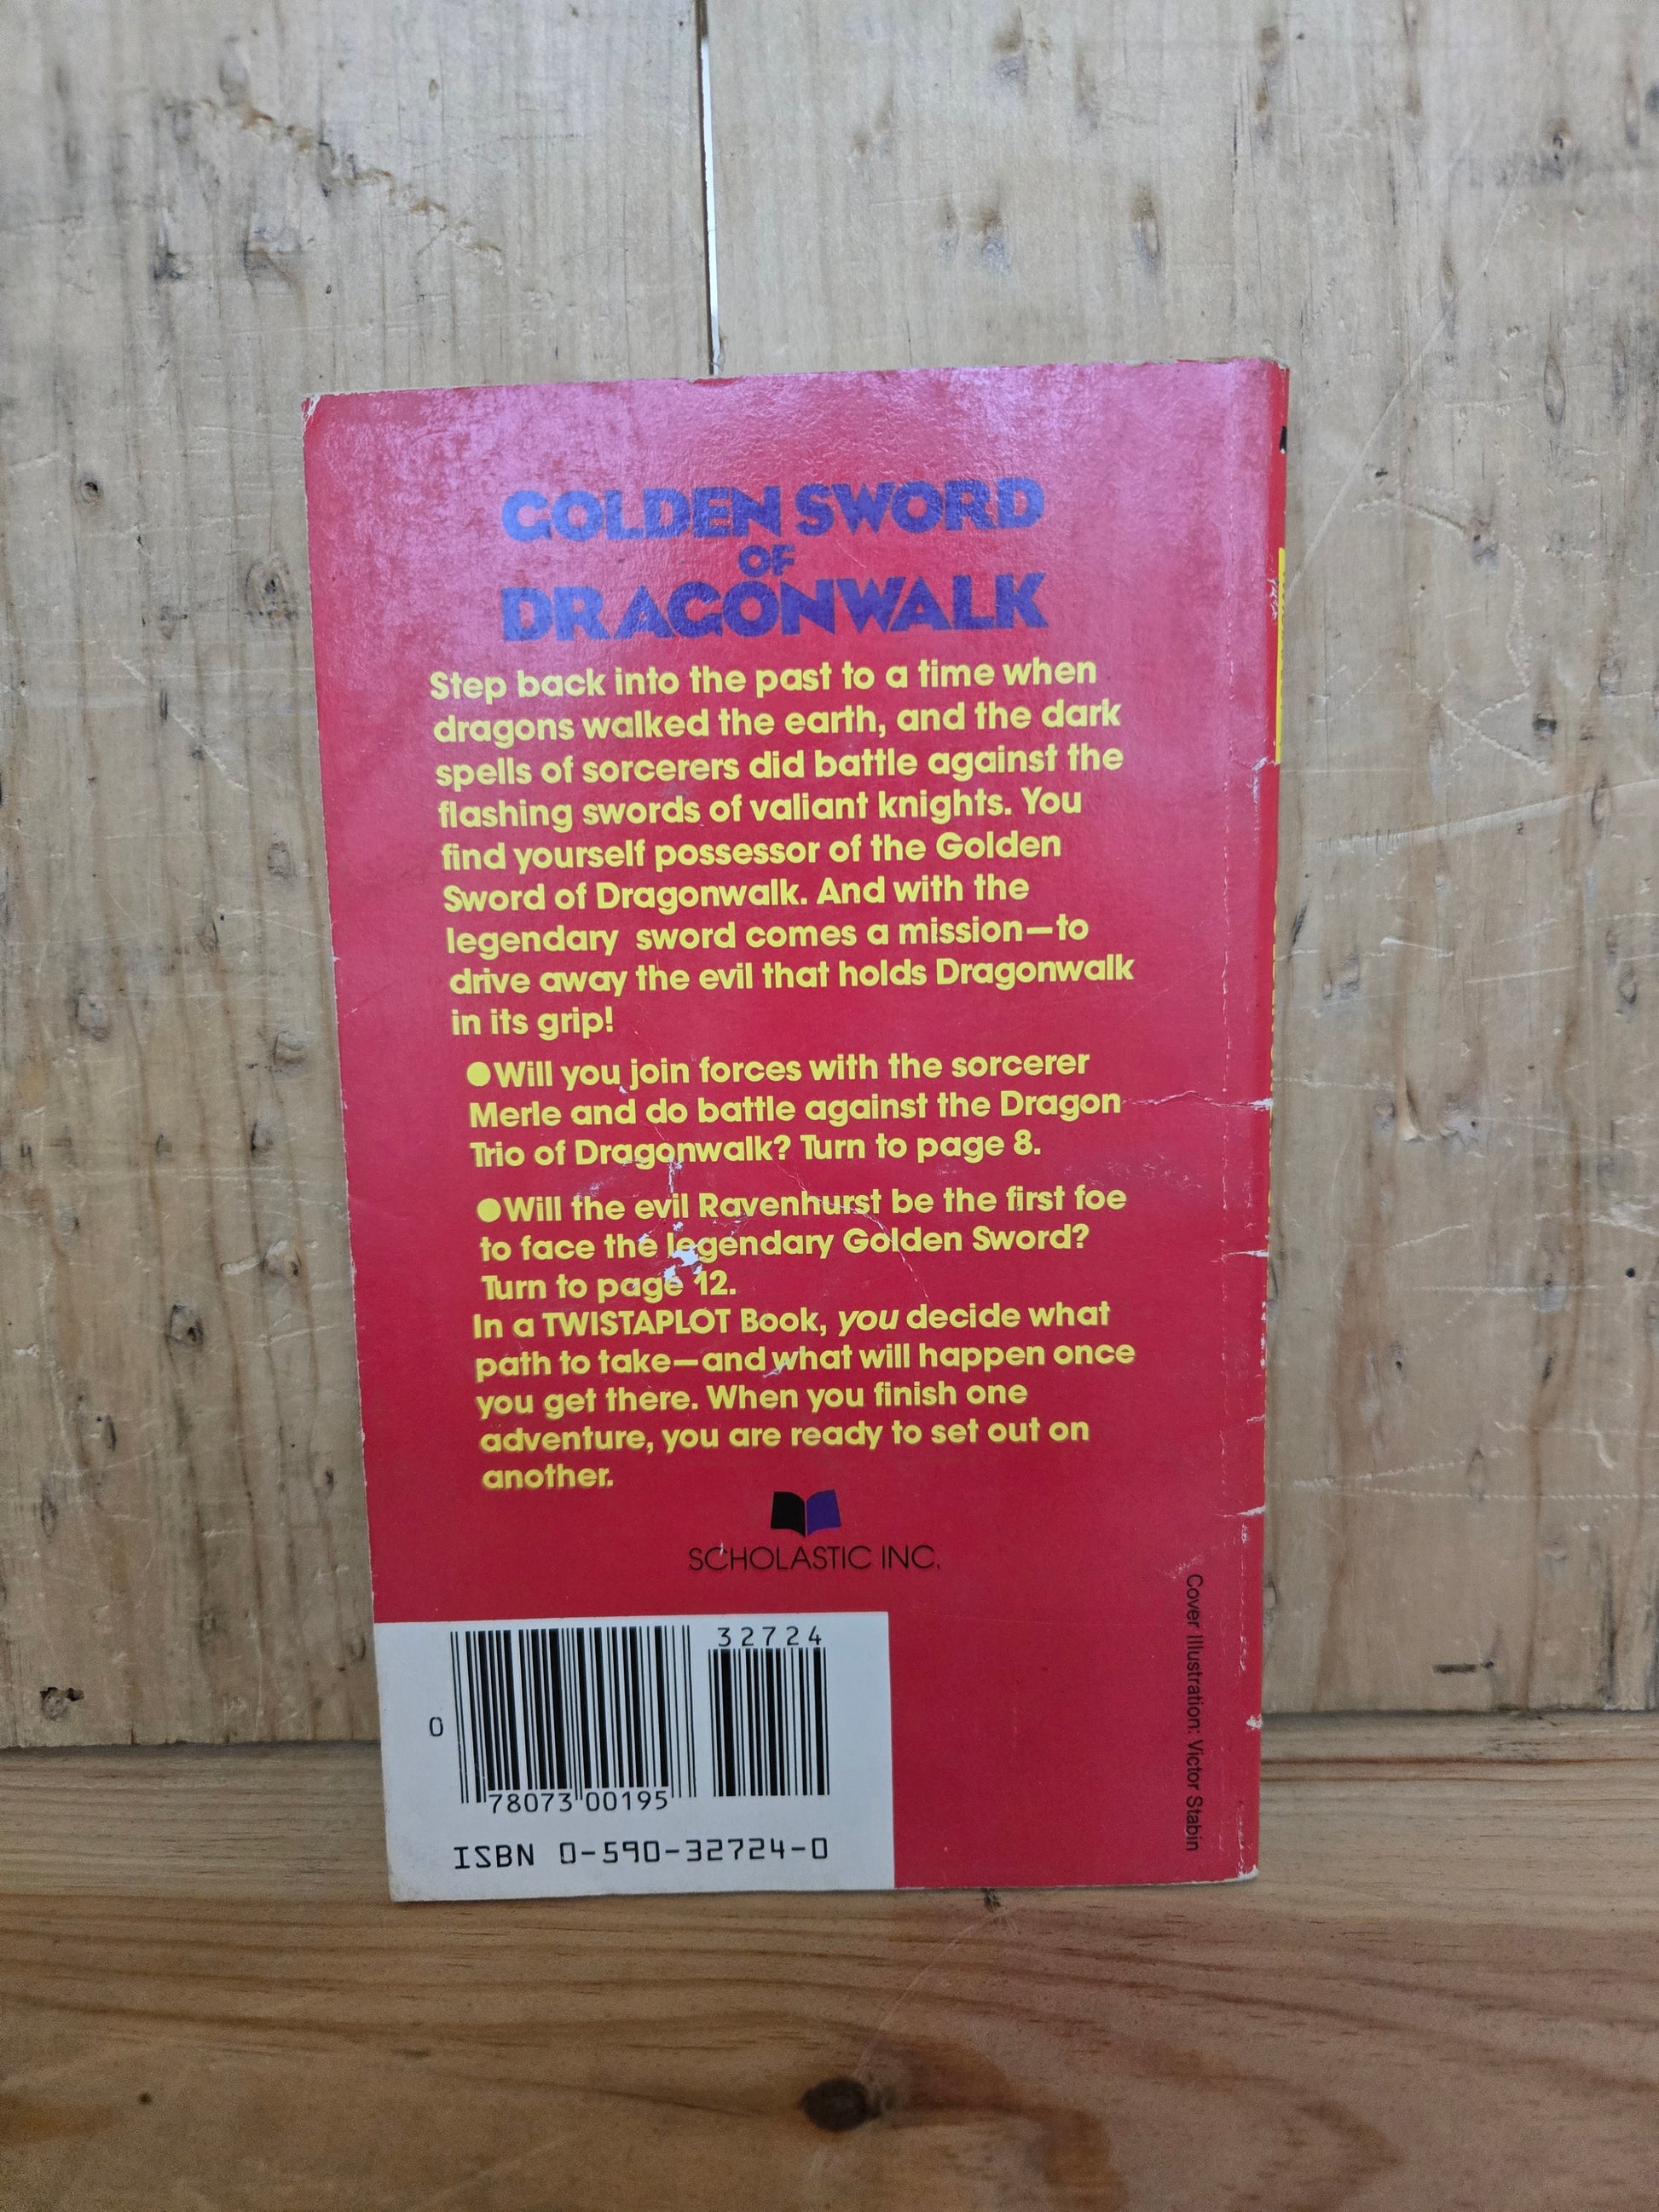 GOLDEN SWORD
OF
DRAGONWALK
Step back into the past to a time when
dragons walked the earth, and the dark
spells of sorcerers did battle against the
flashing swords of valiant knights. You
find yourself possessor of the Golden
Sword of Dragonwalk. And with the
legendary sword comes a mission—to
drive away the evil that holds Dragonwalk
in its grip!
●Will you join forces with the sorcerer
Merle and do battle against the Dragon
Trio of Dragonwalk? Turn to page 8.
●Will the evil Ravenhurst be the first foe
to face the legendary Golden Sword?
Turn to page 12.
In a TWISTAPLOT Book, you decide what
path to take—and what will happen once
you get there. When you finish one
adventure, you are ready to set out on
another.
SCHOLASTIC INC.
32724
0 78073 00195
ISBN 0-590-32724-0
Cover Illustration: Victor Stabin